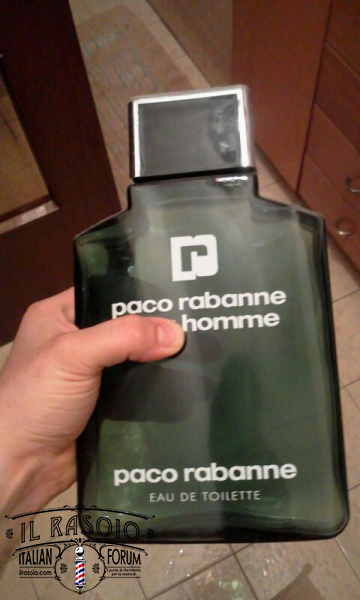 paco rabanne
homme
paco rabanne
EAU DE TOILETTE
IL RASOIO
ITALIAN FORUM
ilrasoio.com